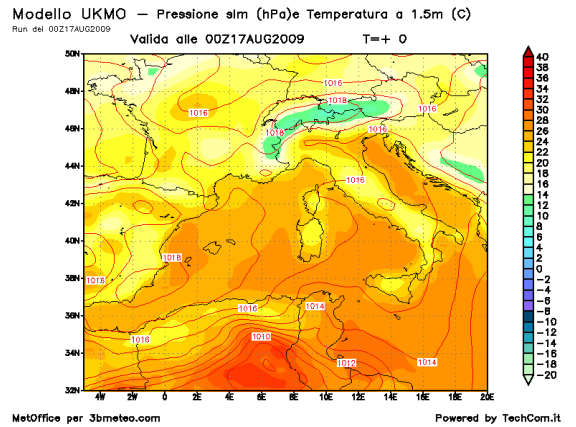 Modello UKMO – Pressione slm (hPa)e Temperatura a 1.5m (C)
Run del 00Z17AUG2009
Valida alle 00Z17AUG2009 T=+ 0
50N
48N
46N
44N
42N
40N
38N
36N
34N
32N
4W 2W 0 2E 4E 6E 8E 10E 12E 14E 16E 18E 20E
1016
1018
1016
1016
1018
1016
1016
1018
1016
1016
1014
1016
1010
1012
1014
40
38
36
34
32
30
28
26
24
22
20
18
16
14
12
10
8
6
4
2
0
-2
-4
-6
-8
-10
-12
-14
-16
-18
-20
MetOffice per 3bmeteo.com
Powered by TechCom.it